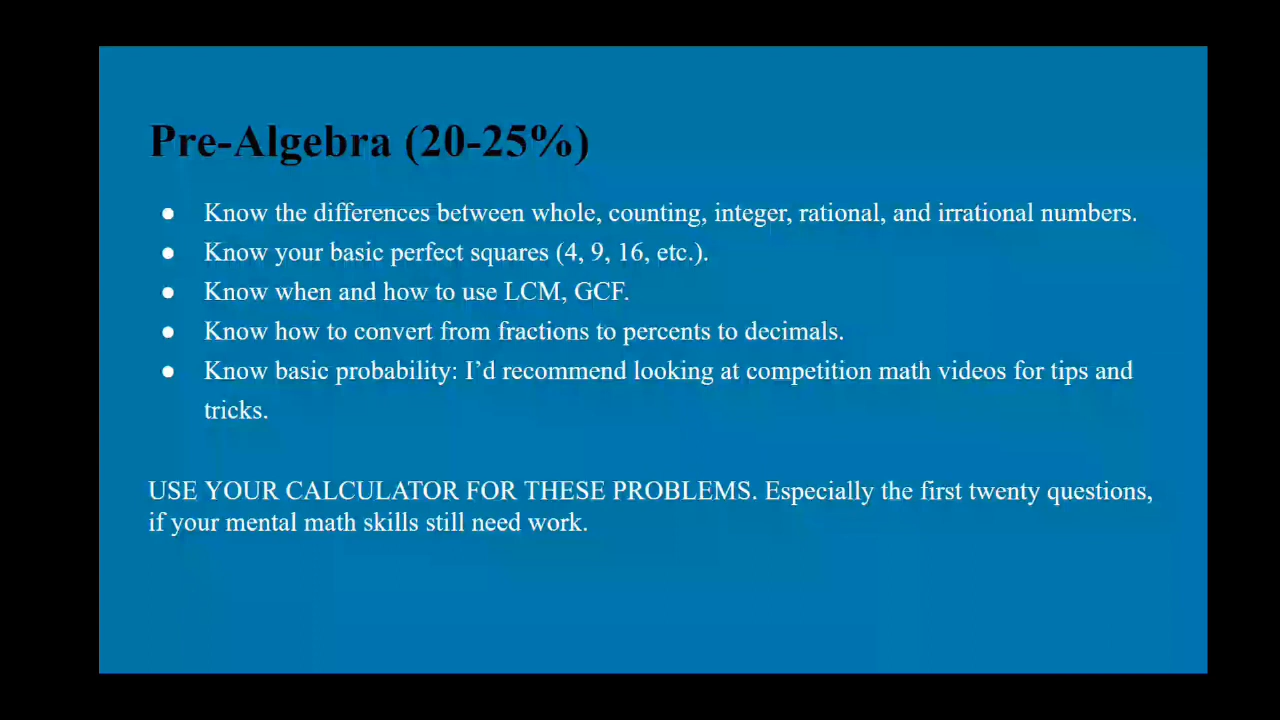 Pre-Algebra (20-25%)
● Know the differences between whole, counting, integer, rational, and irrational numbers.
● Know your basic perfect squares (4, 9, 16, etc.).
● Know when and how to use LCM, GCF.
● Know how to convert from fractions to percents to decimals.
● Know basic probability: I’d recommend looking at competition math videos for tips and
tricks.
USE YOUR CALCULATOR FOR THESE PROBLEMS. Especially the first twenty questions,
if your mental math skills still need work.